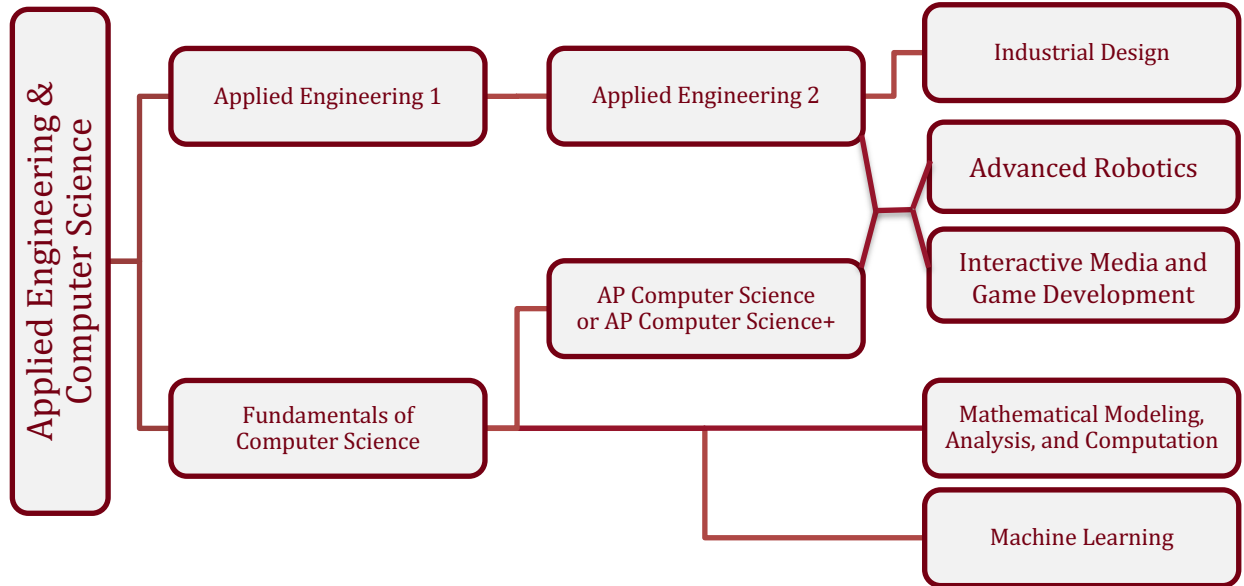 Applied Engineering &
Computer Science
Applied Engineering 1
Applied Engineering 2
Industrial Design
Advanced Robotics
Interactive Media and
Game Development
AP Computer Science
or AP Computer Science+
Fundamentals of
Computer Science
Mathematical Modeling,
Analysis, and Computation
Machine Learning